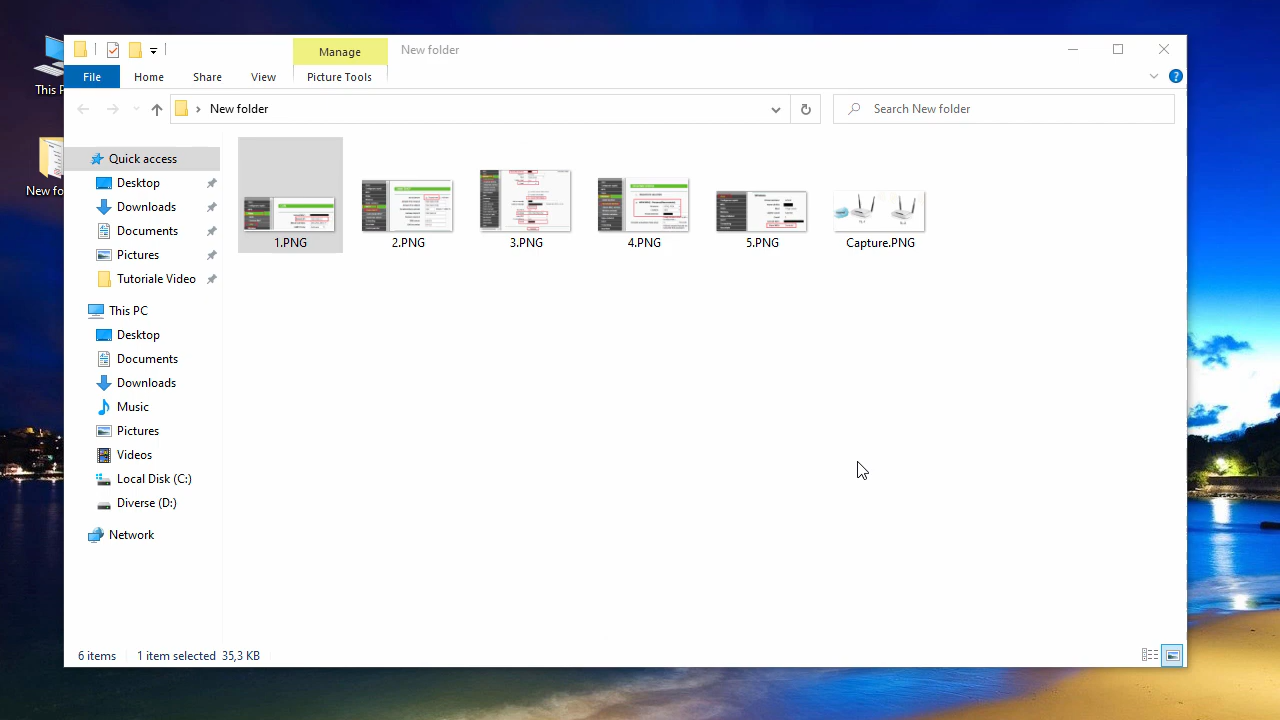 This P
New fo
Manage
New folder
File
Home
Share
View
Picture Tools
New folder
Search New folder
Quick access
Desktop
Downloads
Documents
Pictures
Tutoriale Video
This PC
Desktop
Documents
Downloads
Music
Pictures
Videos
Local Disk (C:)
Diverse (D:)
Network
1.PNG
2.PNG
3.PNG
4.PNG
5.PNG
Capture.PNG
6 items
1 item selected 35,3 KB